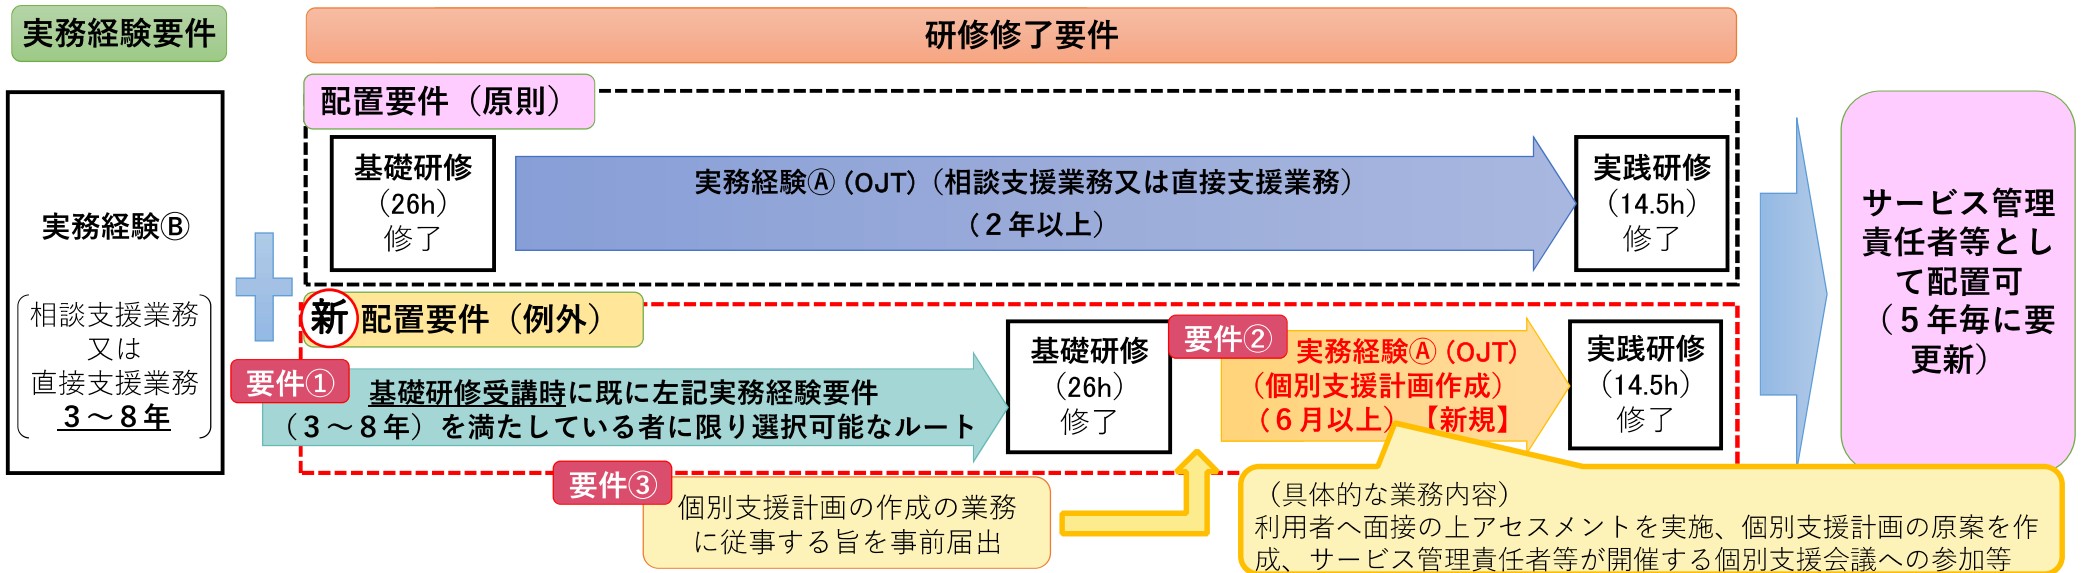 実務経験要件
研修修了要件
実務経験Ⓑ
相談支援業務
又は
直接支援業務
３～８年
配置要件（原則）
基礎研修
（26h）
修了
実務経験Ⓐ (OJT)（相談支援業務又は直接支援業務）
（２年以上）
実践研修
（14.5h）
修了
新
配置要件（例外）
要件①
基礎研修受講時に既に左記実務経験要件
（３～８年）を満たしている者に限り選択可能なルート
基礎研修
（26h）
修了
要件②
実務経験Ⓐ (OJT)
（個別支援計画作成）
（６月以上）【新規】
実践研修
（14.5h）
修了
要件③
個別支援計画の作成の業務
に従事する旨を事前届出
（具体的な業務内容）
利用者へ面接の上アセスメントを実施、個別支援計画の原案を作
成、サービス管理責任者等が開催する個別支援会議への参加等
サービス管理
責任者等とし
て配置可
（５年毎に要
更新）